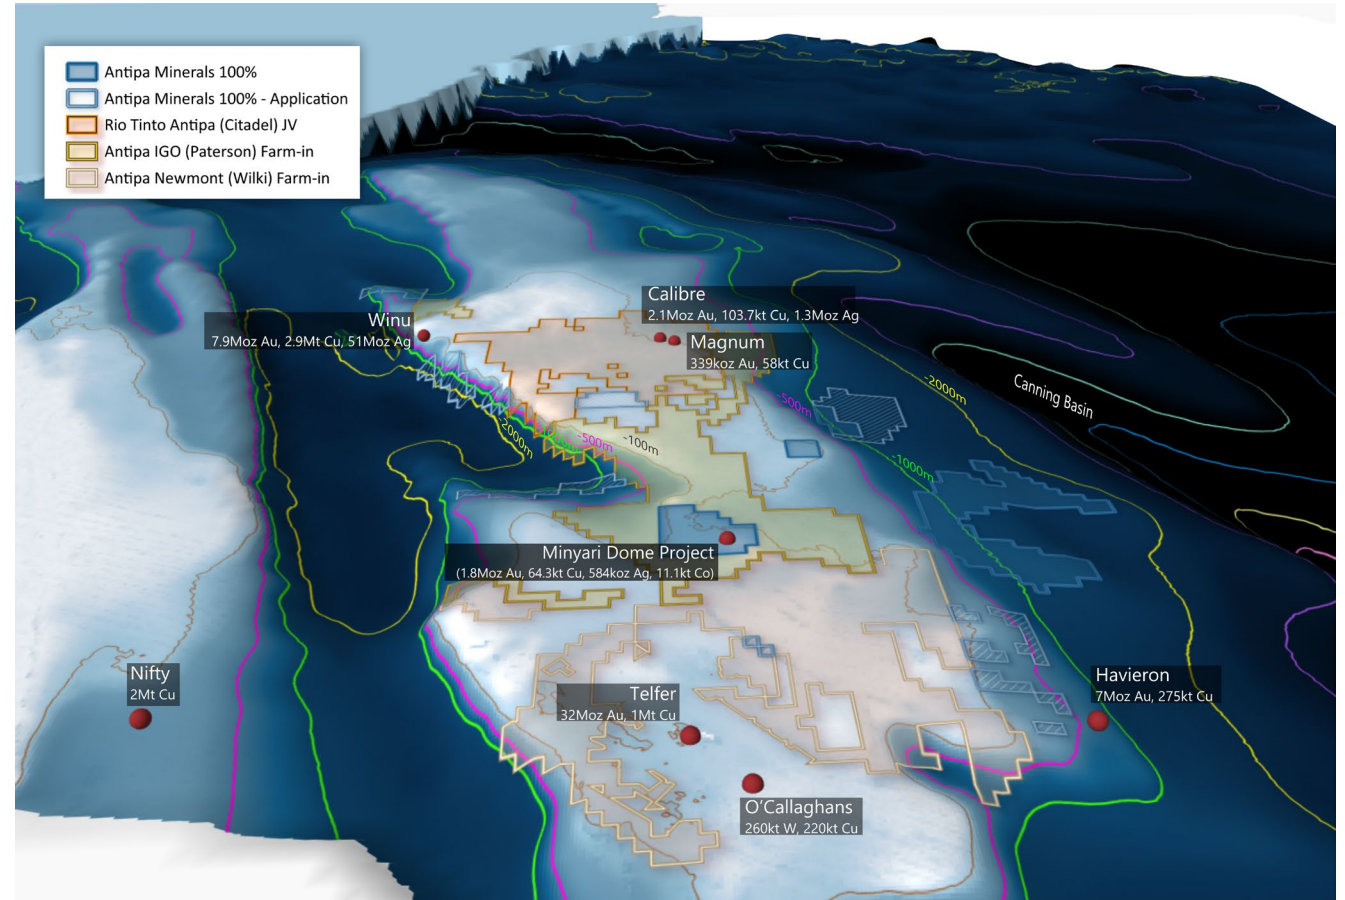 Antipa Minerals 100%
Antipa Minerals 100% - Application
Rio Tinto Antipa (Citadel) JV
Antipa IGO (Paterson) Farm-in
Antipa Newmont (Wilki) Farm-in
Calibre
2.1Moz Au, 103.7kt Cu, 1.3Moz Ag
Winu
7.9Moz Au, 2.9Mt Cu, 51Moz Ag
Magnum
339koz Au, 58kt Cu
Canning Basin
-2000m
-500m
-2000m
-500m
-100m
-1000m
Minyari Dome Project
(1.8Moz Au, 64.3kt Cu, 584koz Ag, 11.1kt Co)
Nifty
2Mt Cu
Havieron
7Moz Au, 275kt Cu
Telfer
32Moz Au, 1Mt Cu
O'Callaghans
260kt W, 220kt Cu